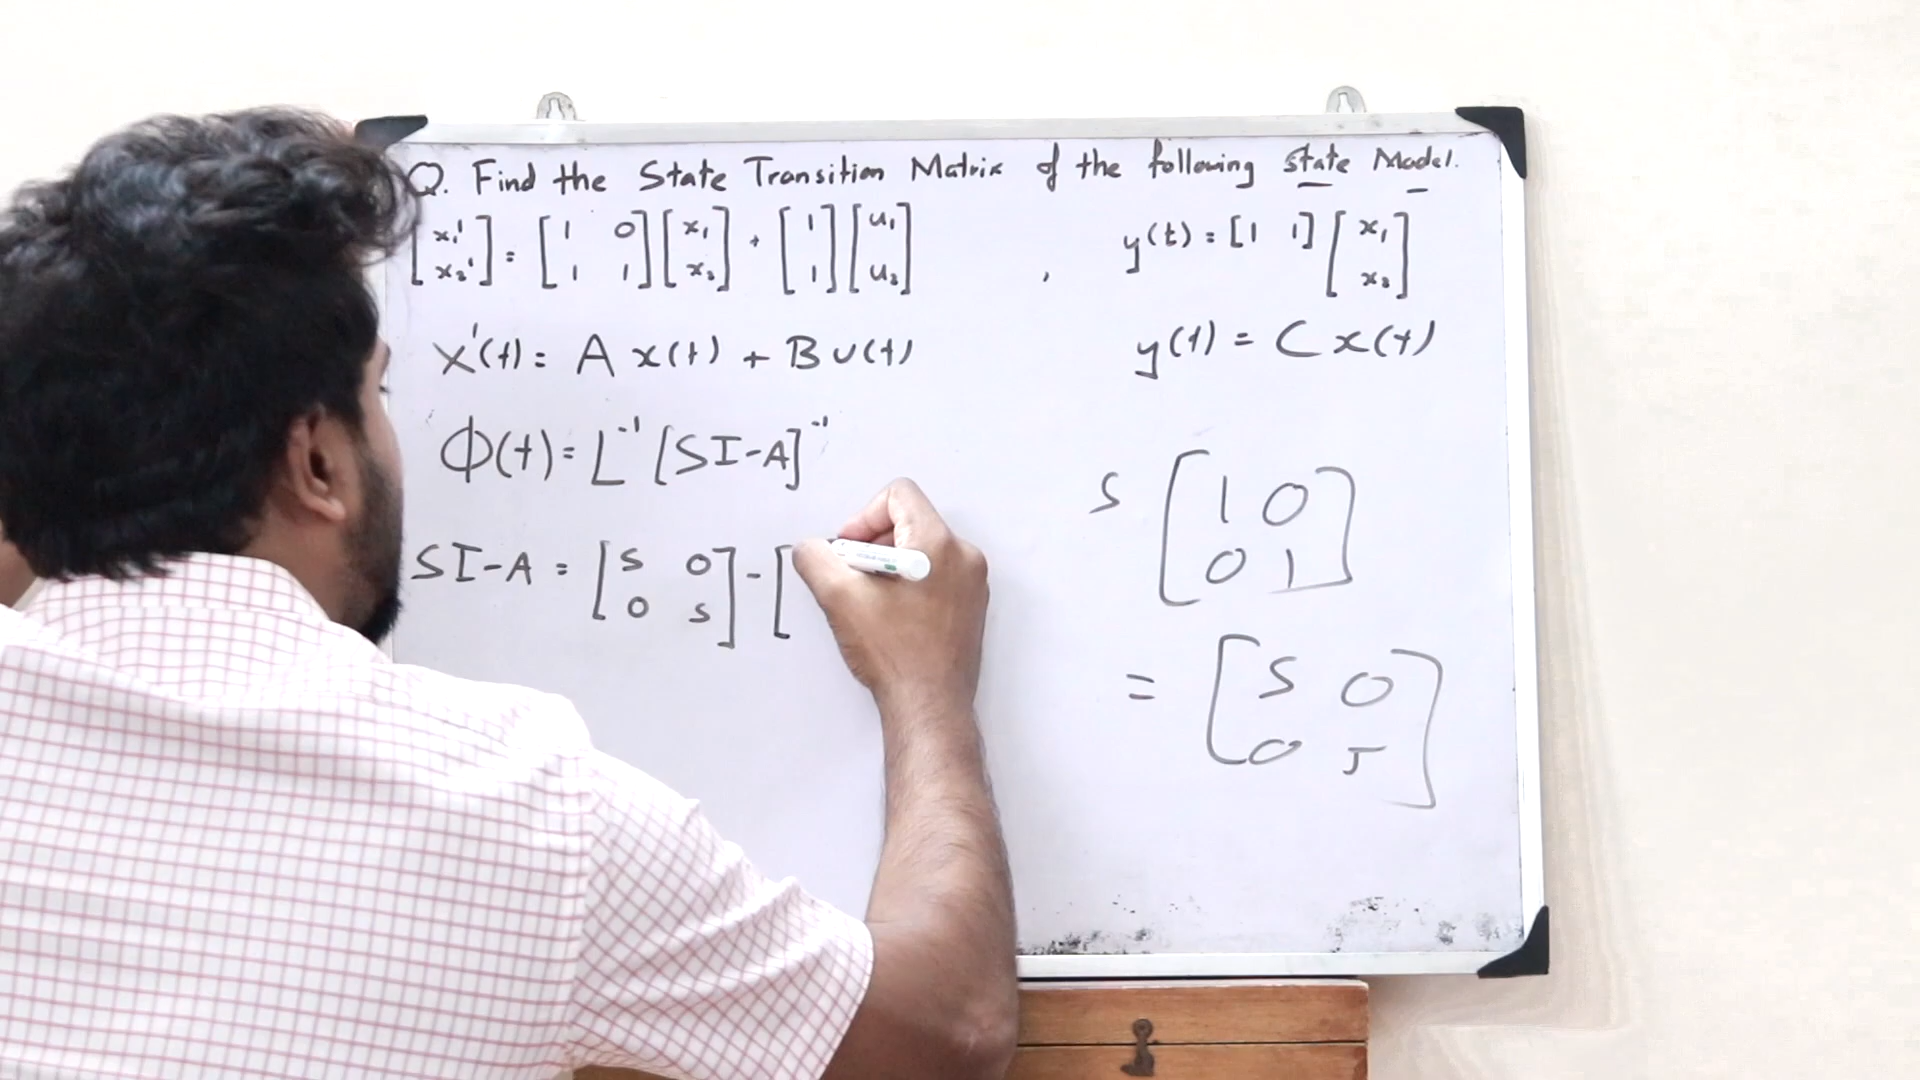 Q. Find the State Transition Matrix of the following state Model.
[x₁' x₂'] = [1 0 1 1] [x₁ x₂] + [1 1] [u₁ u₂] , y(t) = [1 1] [x₁ x₂]
X'(t) = A x(t) + B U(t) y(t) = C x(t)
Φ(t) = L⁻¹ [SI-A]⁻¹
S [1 0 0 1]
SI-A = [S 0 0 S] - [
= [S 0 0 S]